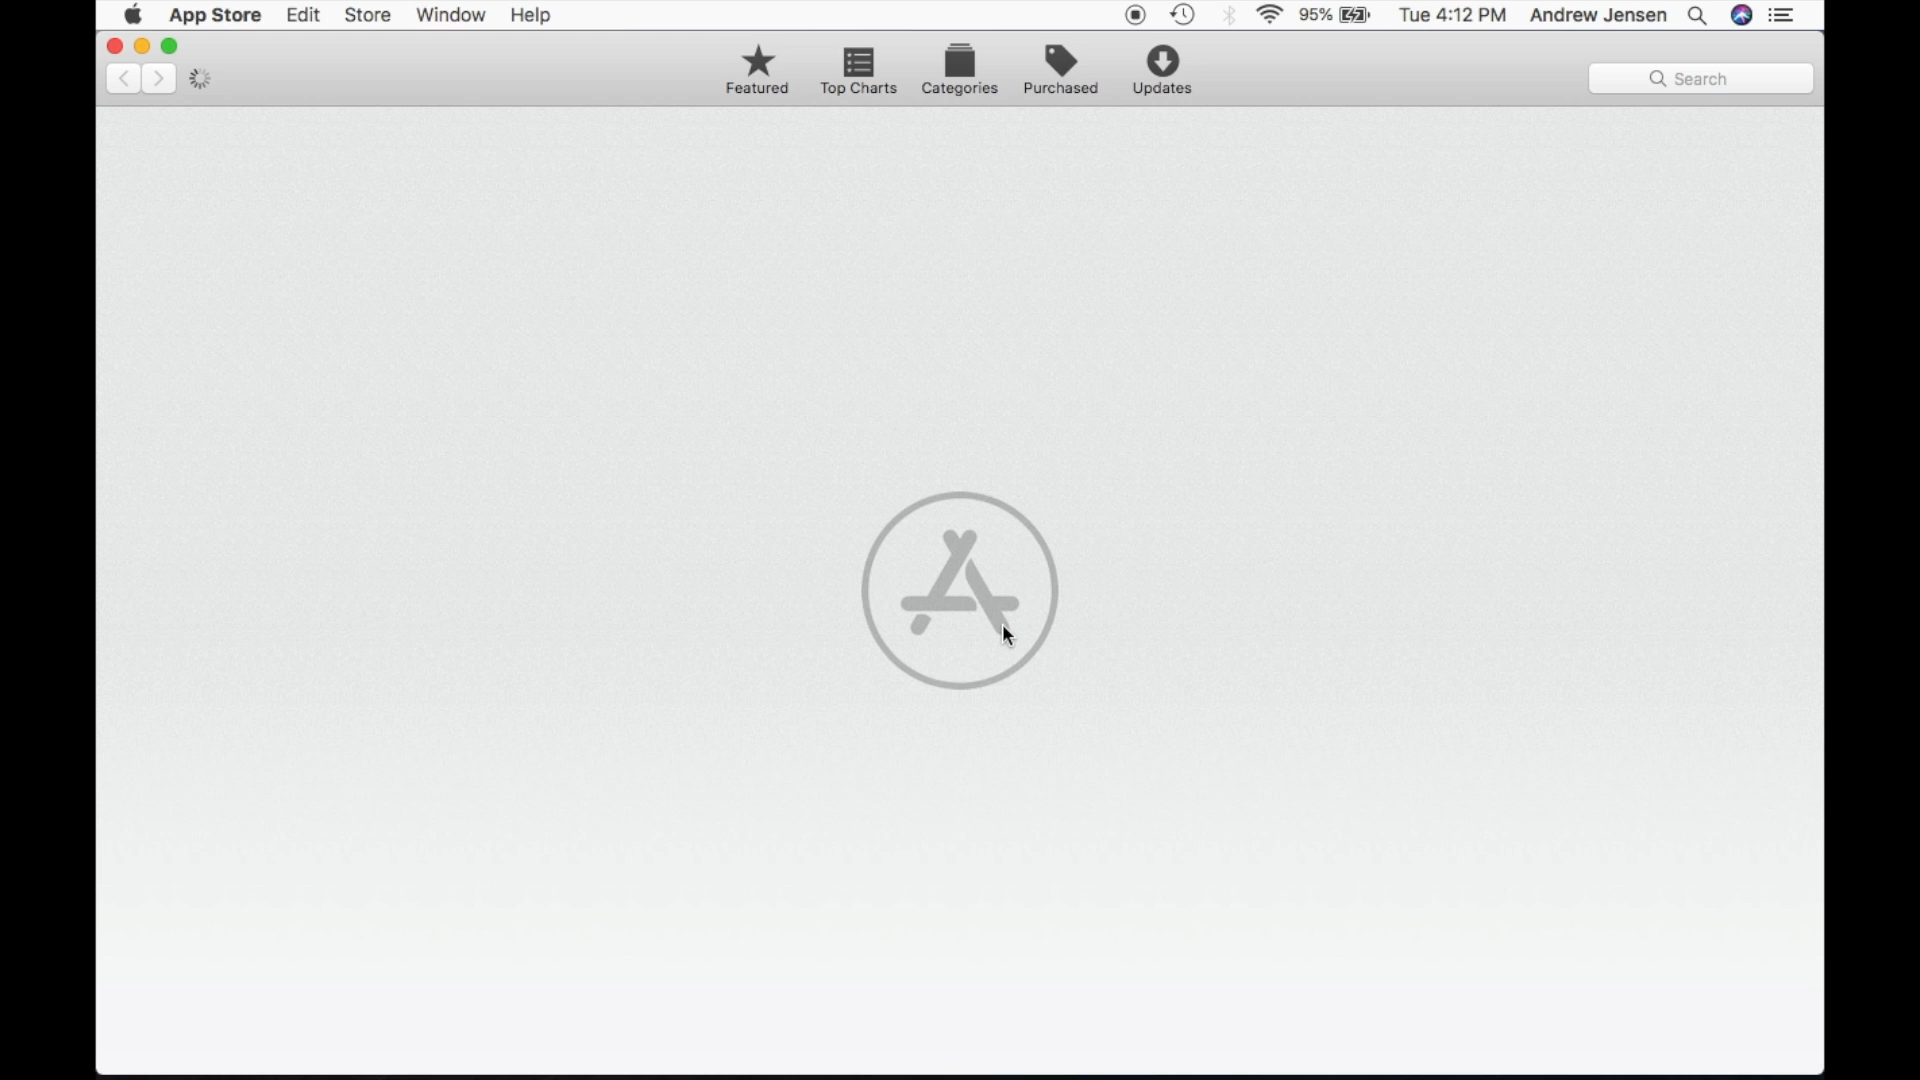 App Store Edit Store Window Help 95% Tue 4:12 PM Andrew Jensen
Featured Top Charts Categories Purchased Updates
Search